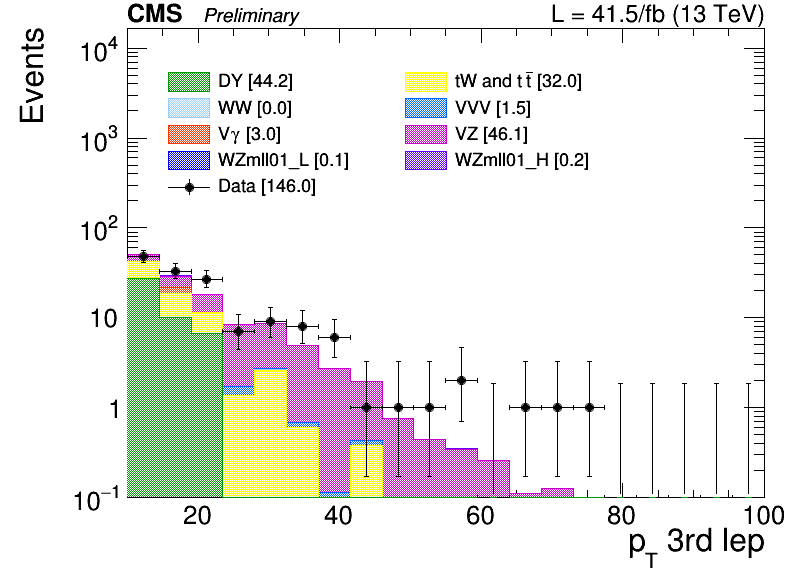 CMS Preliminary L = 41.5/fb (13 TeV)
Events
10⁴
10³
10²
10
1
10⁻¹
DY [44.2]
tW and t t̄ [32.0]
WW [0.0]
VVV [1.5]
Vγ [3.0]
VZ [46.1]
WZmll01_L [0.1]
WZmll01_H [0.2]
Data [146.0]
20 40 60 80 100
p_T 3rd lep